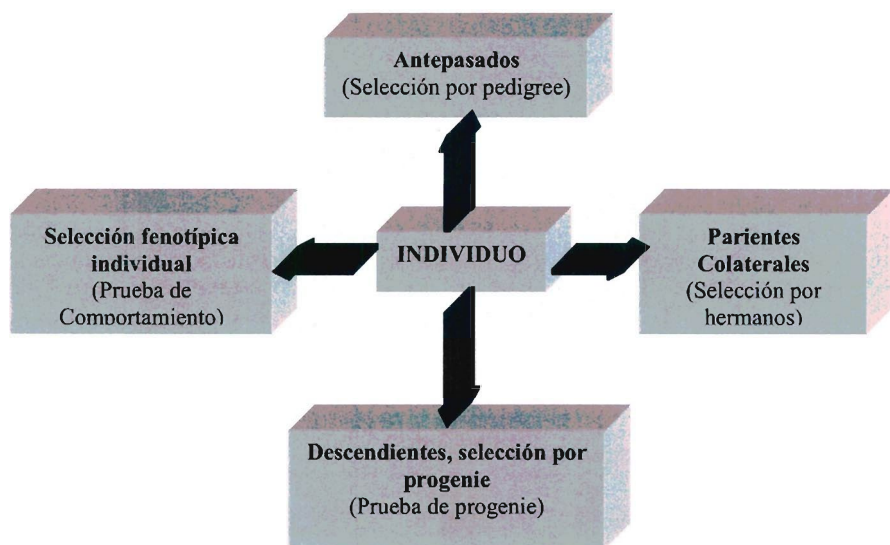 Antepasados
(Selección por pedigree)
Selección fenotípica
individual
(Prueba de
Comportamiento)
INDIVIDUO
Parientes
Colaterales
(Selección por
hermanos)
Descendientes, selección por
progenie
(Prueba de progenie)